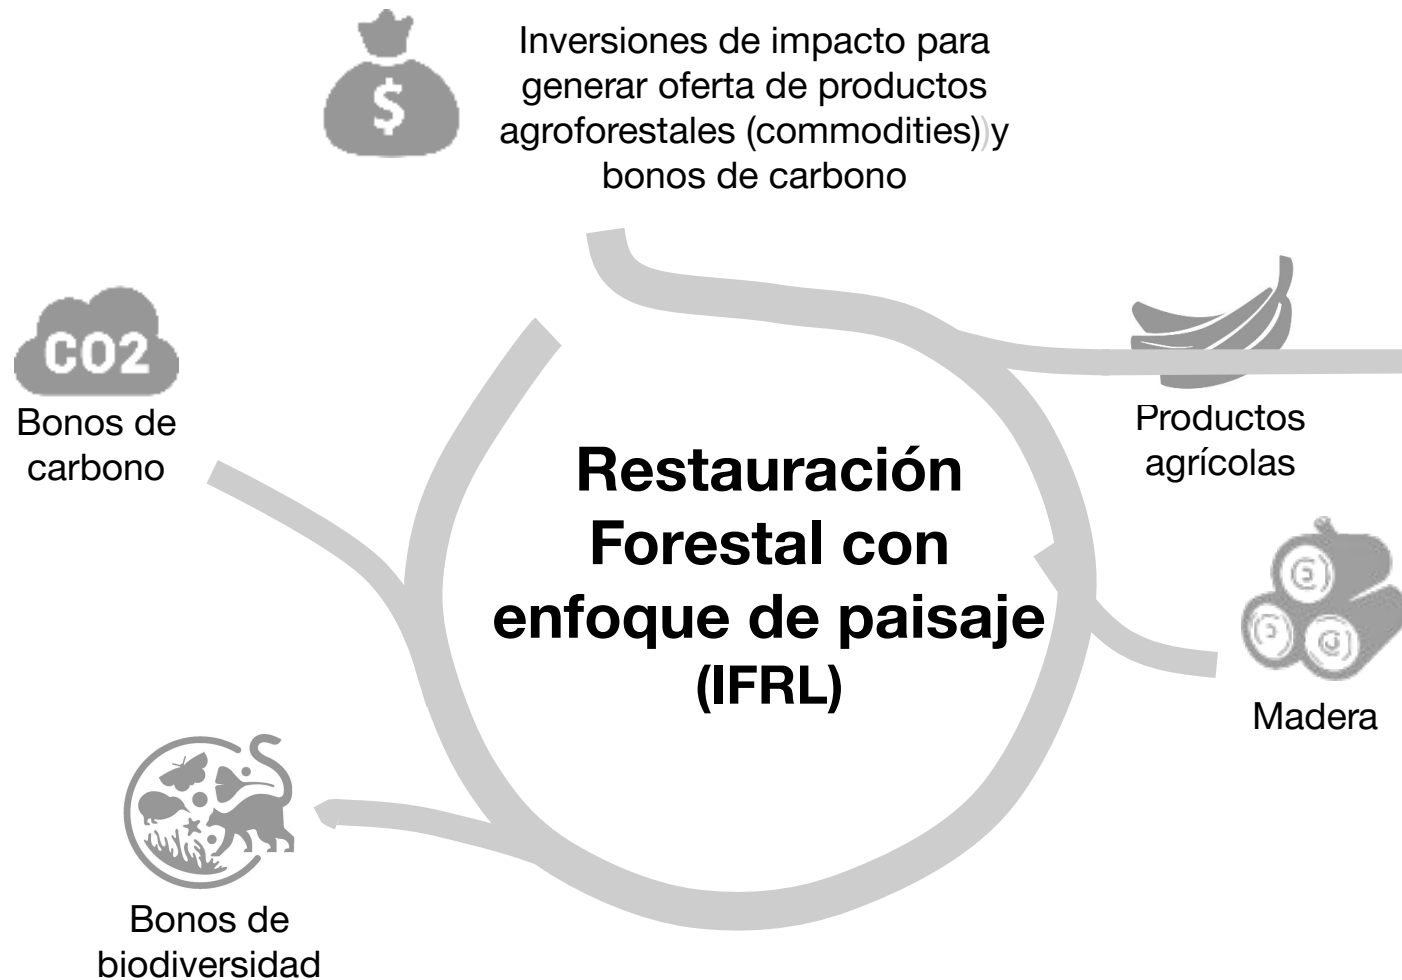 $
Inversiones de impacto para
generar oferta de productos
agroforestales (commodities))y
bonos de carbono
CO2
Bonos de
carbono
Productos
agrícolas
Restauración
Forestal con
enfoque de paisaje
(IFRL)
Madera
Bonos de
biodiversidad